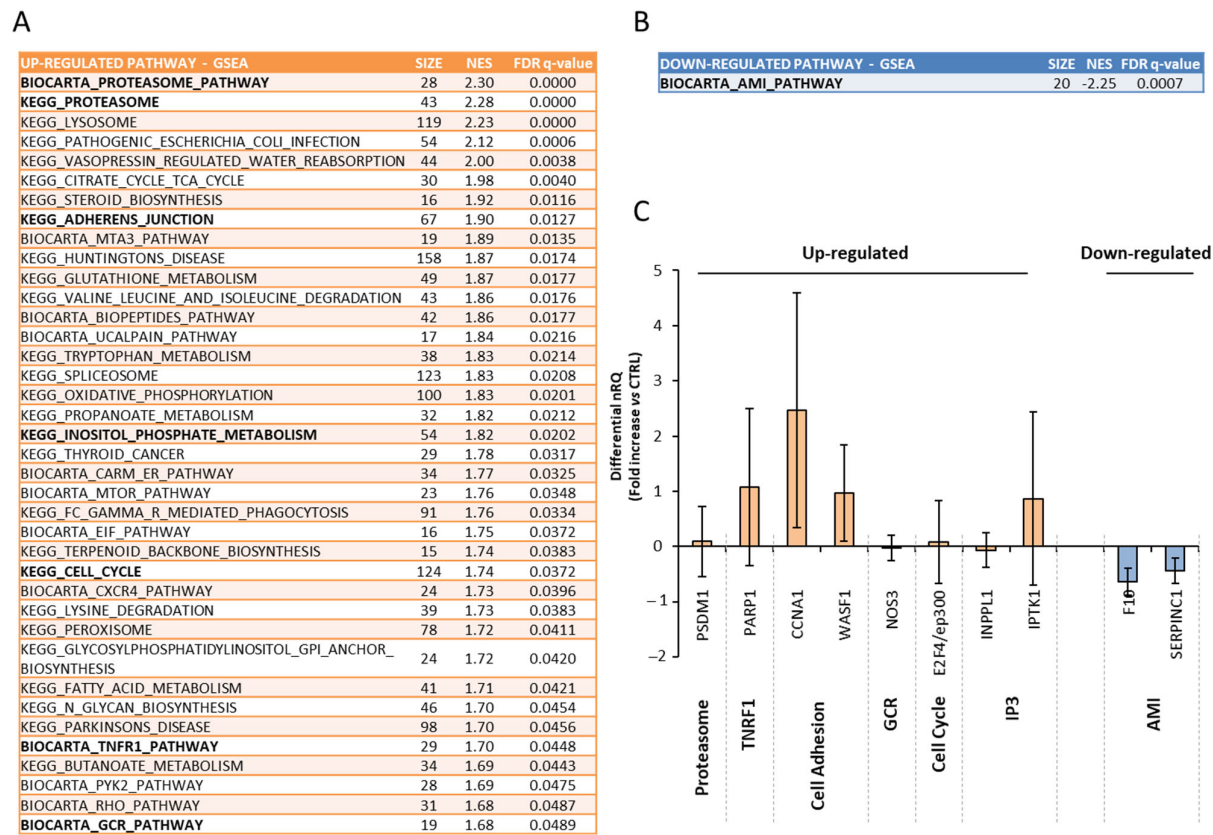 A
UP-REGULATED PATHWAY - GSEA SIZE NES FDR q-value
BIOCARTA_PROTEASOME_PATHWAY 28 2.30 0.0000
KEGG_PROTEASOME 43 2.28 0.0000
KEGG_LYSOSOME 119 2.23 0.0000
KEGG_PATHOGENIC_ESCHERICHIA_COLI_INFECTION 54 2.12 0.0006
KEGG_VASOPRESSIN_REGULATED_WATER_REABSORPTION 44 2.00 0.0038
KEGG_CITRATE_CYCLE_TCA_CYCLE 30 1.98 0.0040
KEGG_STEROID_BIOSYNTHESIS 16 1.92 0.0116
KEGG_ADHERENS_JUNCTION 67 1.90 0.0127
BIOCARTA_MTA3_PATHWAY 19 1.89 0.0135
KEGG_HUNTINGTONS_DISEASE 158 1.87 0.0174
KEGG_GLUTATHIONE_METABOLISM 49 1.87 0.0177
KEGG_VALINE_LEUCINE_AND_ISOLEUCINE_DEGRADATION 43 1.86 0.0176
BIOCARTA_BIOPEPTIDES_PATHWAY 42 1.86 0.0177
BIOCARTA_UCALPAIN_PATHWAY 17 1.84 0.0216
KEGG_TRYPTOPHAN_METABOLISM 38 1.83 0.0214
KEGG_SPLICEOSOME 123 1.83 0.0208
KEGG_OXIDATIVE_PHOSPHORYLATION 100 1.83 0.0201
KEGG_PROPANOATE_METABOLISM 32 1.82 0.0212
KEGG_INOSITOL_PHOSPHATE_METABOLISM 54 1.82 0.0202
KEGG_THYROID_CANCER 29 1.78 0.0317
BIOCARTA_CARM_ER_PATHWAY 34 1.77 0.0325
BIOCARTA_MTOR_PATHWAY 23 1.76 0.0348
KEGG_FC_GAMMA_R_MEDIATED_PHAGOCYTOSIS 91 1.76 0.0334
BIOCARTA_EIF_PATHWAY 16 1.75 0.0372
KEGG_TERPENOID_BACKBONE_BIOSYNTHESIS 15 1.74 0.0383
KEGG_CELL_CYCLE 124 1.74 0.0372
BIOCARTA_CXCR4_PATHWAY 24 1.73 0.0396
KEGG_LYSINE_DEGRADATION 39 1.73 0.0383
KEGG_PEROXISOME 78 1.72 0.0411
KEGG_GLYCOSYLPHOSPHATIDYLINOSITOL_GPI_ANCHOR_
BIOSYNTHESIS 24 1.72 0.0420
KEGG_FATTY_ACID_METABOLISM 41 1.71 0.0421
KEGG_N_GLYCAN_BIOSYNTHESIS 46 1.70 0.0454
KEGG_PARKINSONS_DISEASE 98 1.70 0.0456
BIOCARTA_TNFR1_PATHWAY 29 1.70 0.0448
KEGG_BUTANOATE_METABOLISM 34 1.69 0.0443
BIOCARTA_PYK2_PATHWAY 28 1.69 0.0475
BIOCARTA_RHO_PATHWAY 31 1.68 0.0487
BIOCARTA_GCR_PATHWAY 19 1.68 0.0489
B
DOWN-REGULATED PATHWAY - GSEA SIZE NES FDR q-value
BIOCARTA_AMI_PATHWAY 20 -2.25 0.0007
C
Up-regulated Down-regulated
Differential nRQ
(Fold increase vs CTRL)
5
4
3
2
1
0
−1
−2
PSDM1
PARP1
CCNA1
WASF1
NOS3
E2F4/ep300
INPPL1
IPTK1
F10
SERPINC1
Proteasome
TNRF1
Cell Adhesion
GCR
Cell Cycle
IP3
AMI